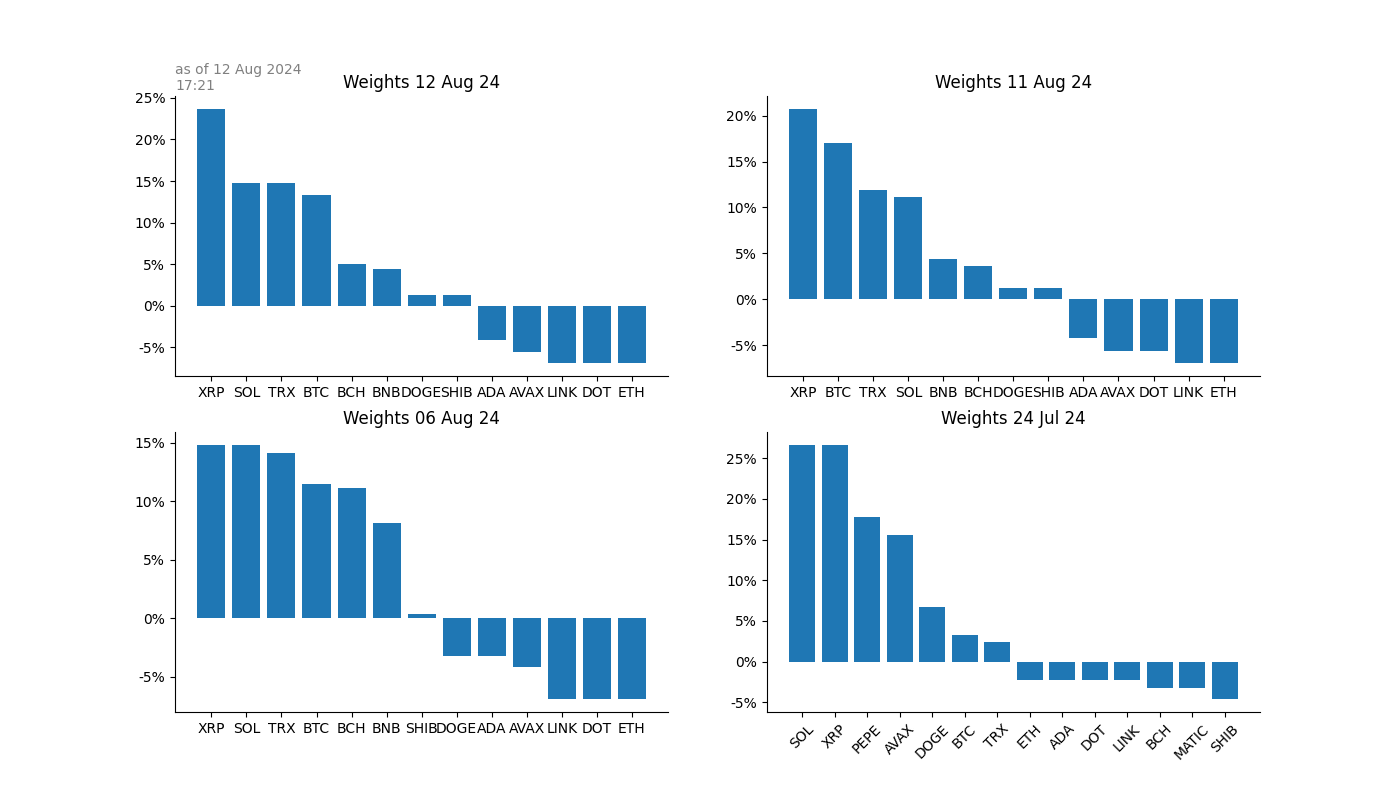 as of 12 Aug 2024
17:21
Weights 12 Aug 24
25%
20%
15%
10%
5%
0%
-5%
XRP SOL TRX BTC BCH BNB DOGE SHIB ADA AVAX LINK DOT ETH
Weights 11 Aug 24
20%
15%
10%
5%
0%
-5%
XRP BTC TRX SOL BNB BCH DOGE SHIB ADA AVAX DOT LINK ETH
Weights 06 Aug 24
15%
10%
5%
0%
-5%
XRP SOL TRX BTC BCH BNB SHIB DOGE ADA AVAX LINK DOT ETH
Weights 24 Jul 24
25%
20%
15%
10%
5%
0%
-5%
SOL XRP PEPE AVAX DOGE BTC TRX ETH ADA DOT LINK BCH MATIC SHIB